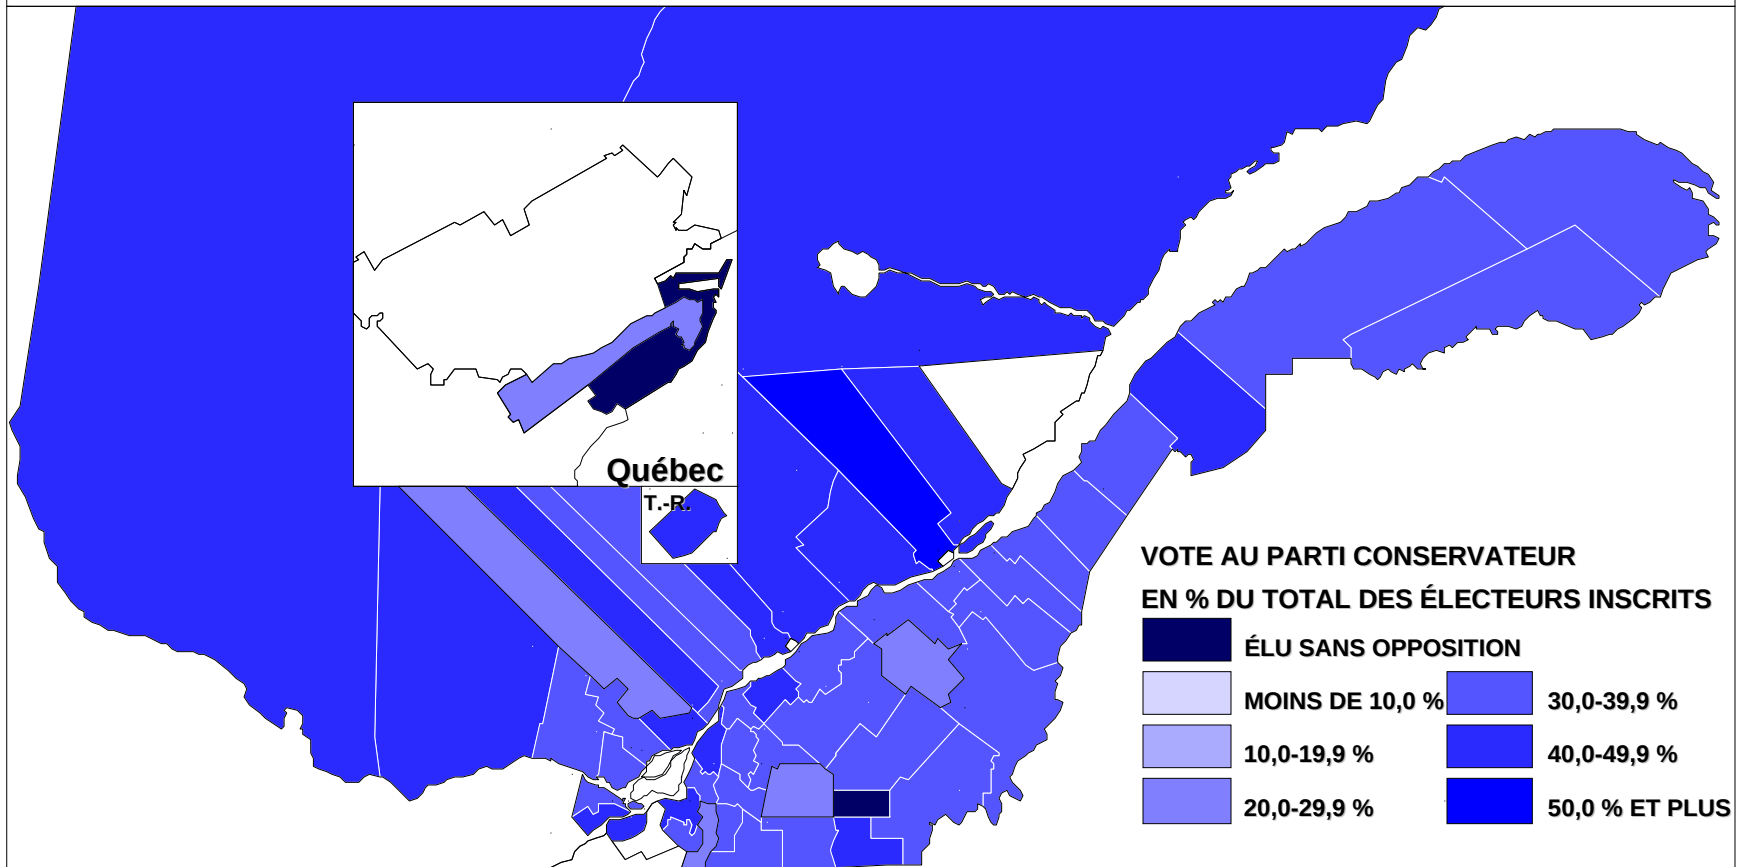 Québec
T.-R.
VOTE AU PARTI CONSERVATEUR
EN % DU TOTAL DES ÉLECTEURS INSCRITS
ÉLU SANS OPPOSITION
MOINS DE 10,0 %
30,0-39,9 %
10,0-19,9 %
40,0-49,9 %
20,0-29,9 %
50,0 % ET PLUS